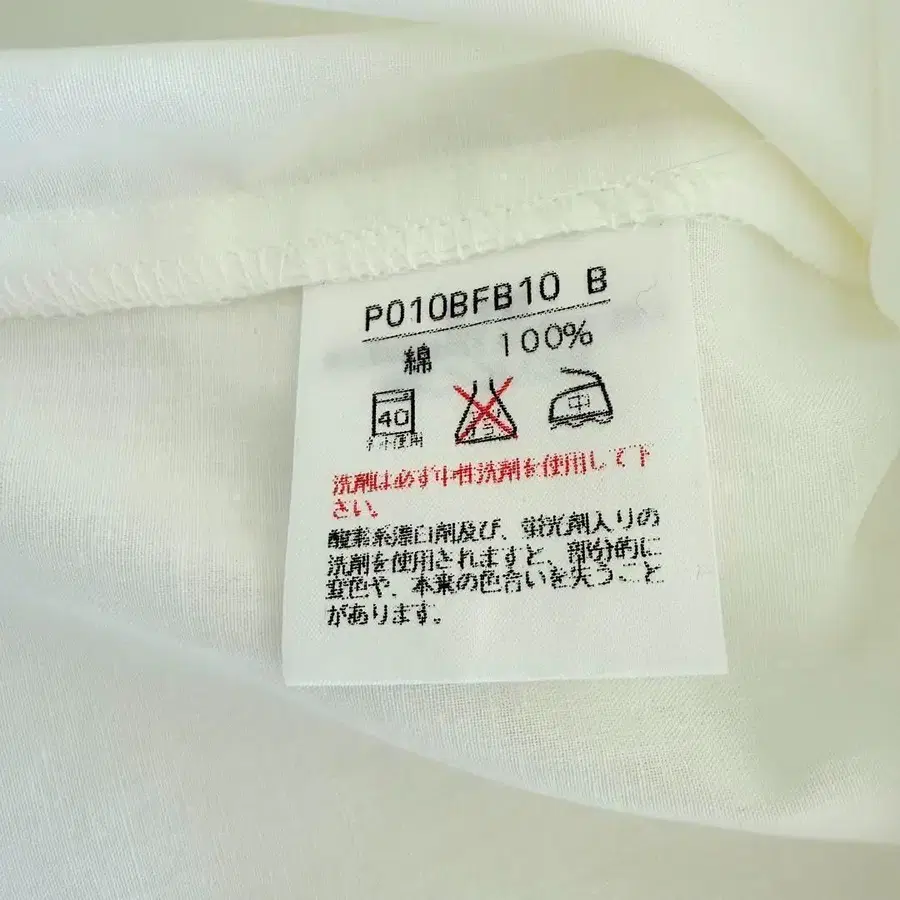 P010BFB10 B
綿 100%
40
中
洗剤は必ず中性洗剤を使用して下
さい。
酸素系漂白剤及び、蛍光剤入りの
洗剤を使用されますと、部分的に
変色や、本来の色合いを失うこと
があります。